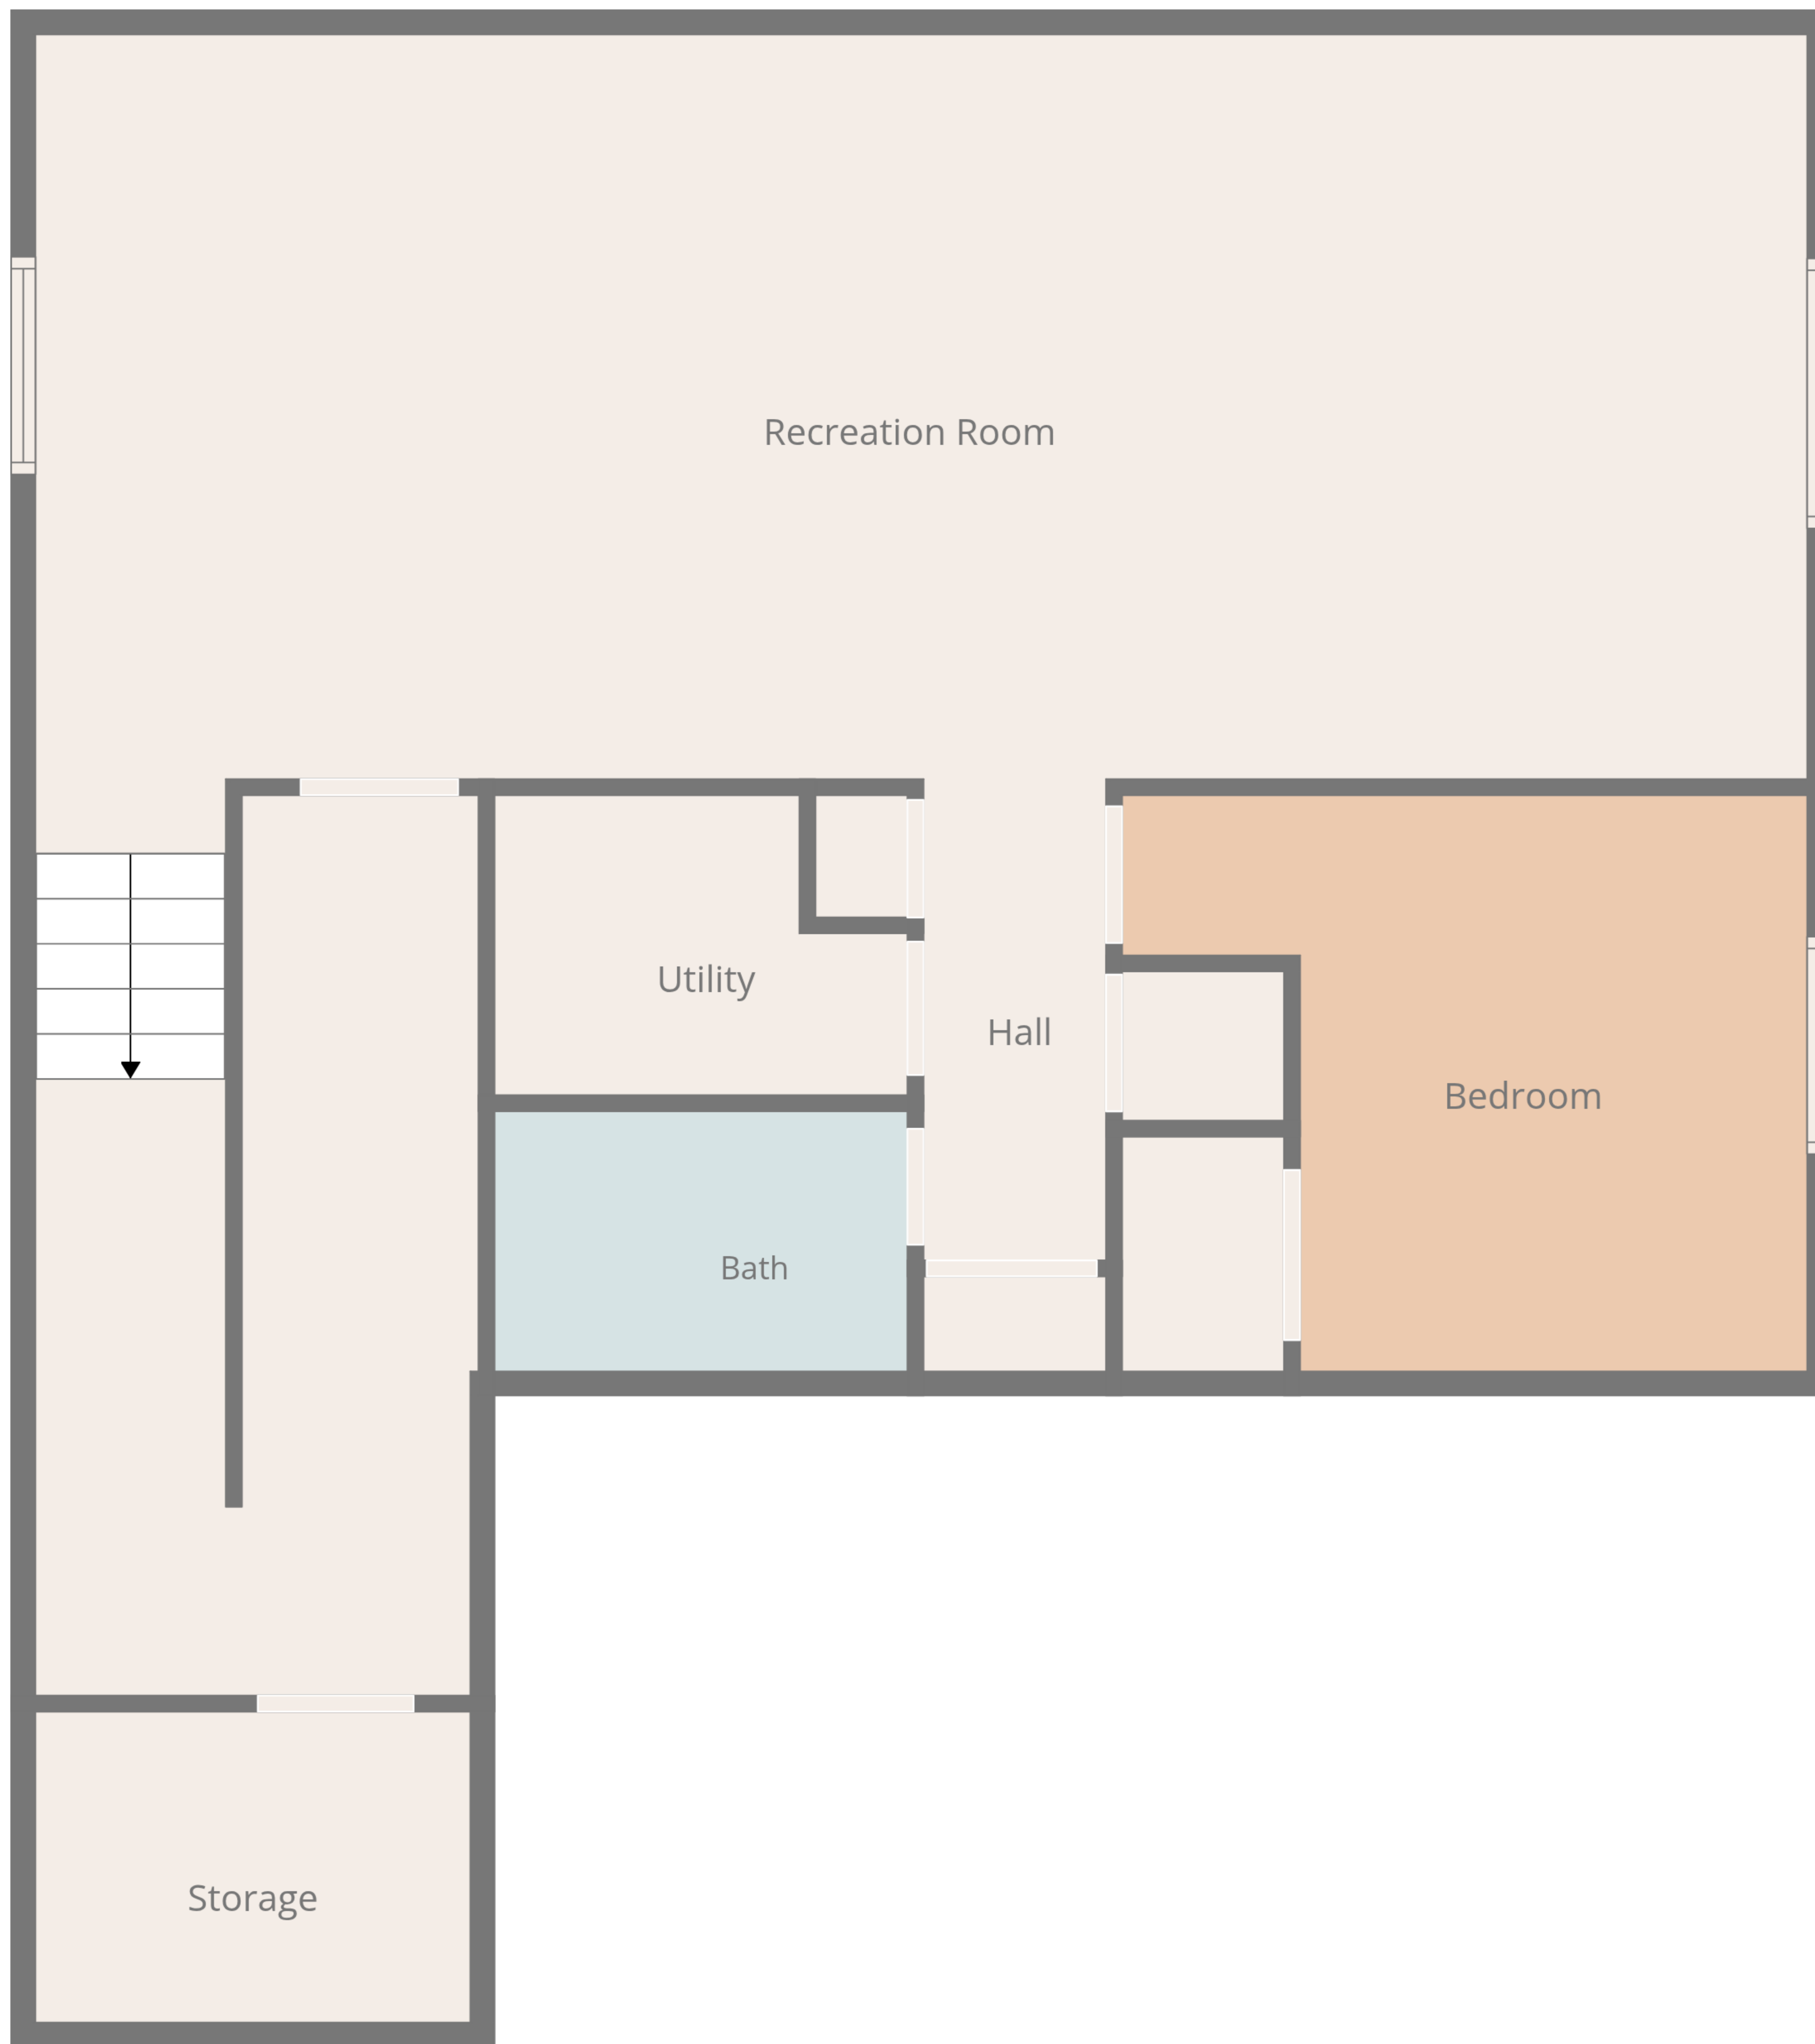 Recreation Room
Utility
Hall
Bedroom
Bath
Storage